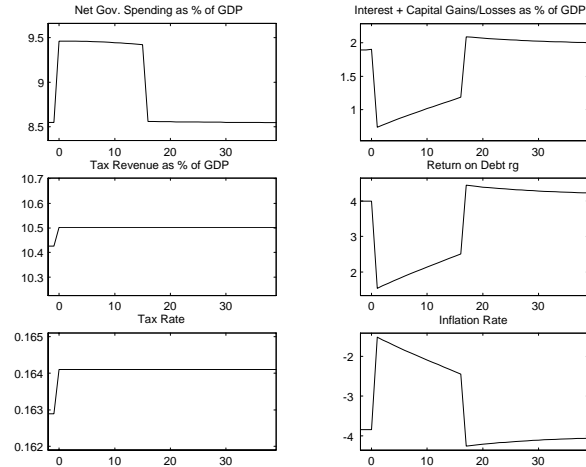 Net Gov. Spending as % of GDP
9.5
9
8.5
0 10 20 30
Interest + Capital Gains/Losses as % of GDP
2
1.5
1
0 10 20 30
Tax Revenue as % of GDP
10.7
10.6
10.5
10.4
10.3
0 10 20 30
Return on Debt rg
4
3
2
0 10 20 30
Tax Rate
0.165
0.164
0.163
0.162
0 10 20 30
Inflation Rate
-2
-3
-4
0 10 20 30